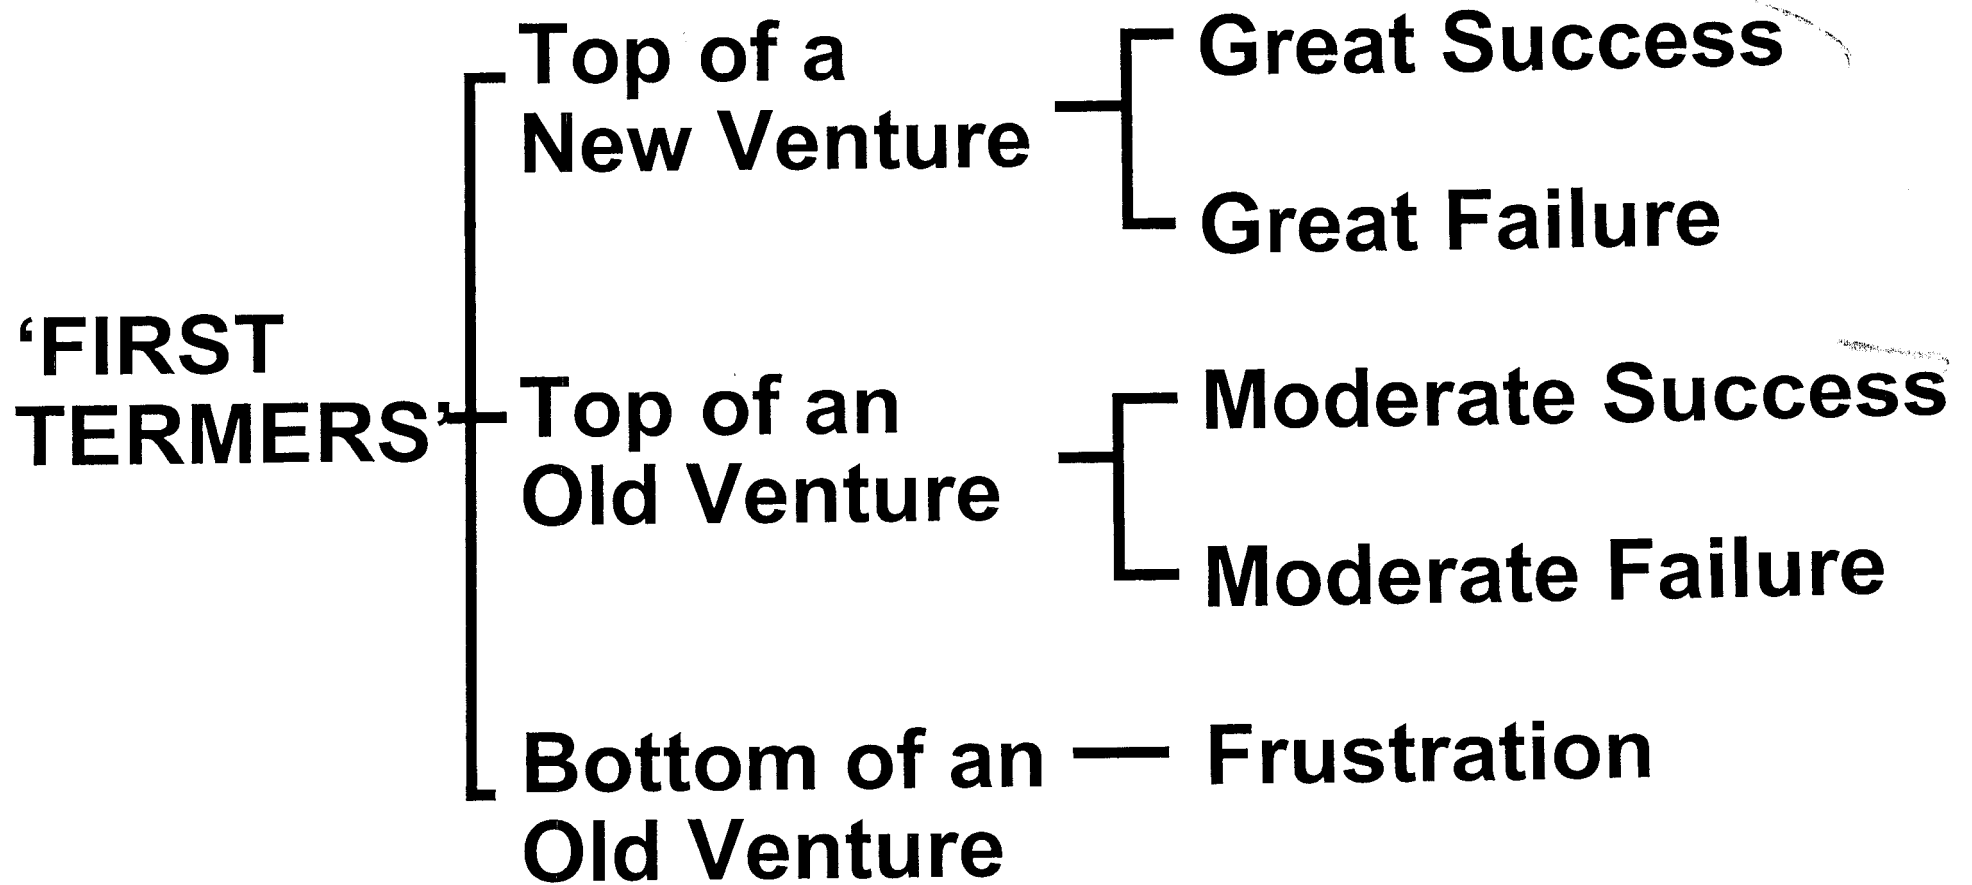 ‘FIRST
TERMERS’
Top of a
New Venture
Great Success
Great Failure
Top of an
Old Venture
Moderate Success
Moderate Failure
Bottom of an
Old Venture
Frustration